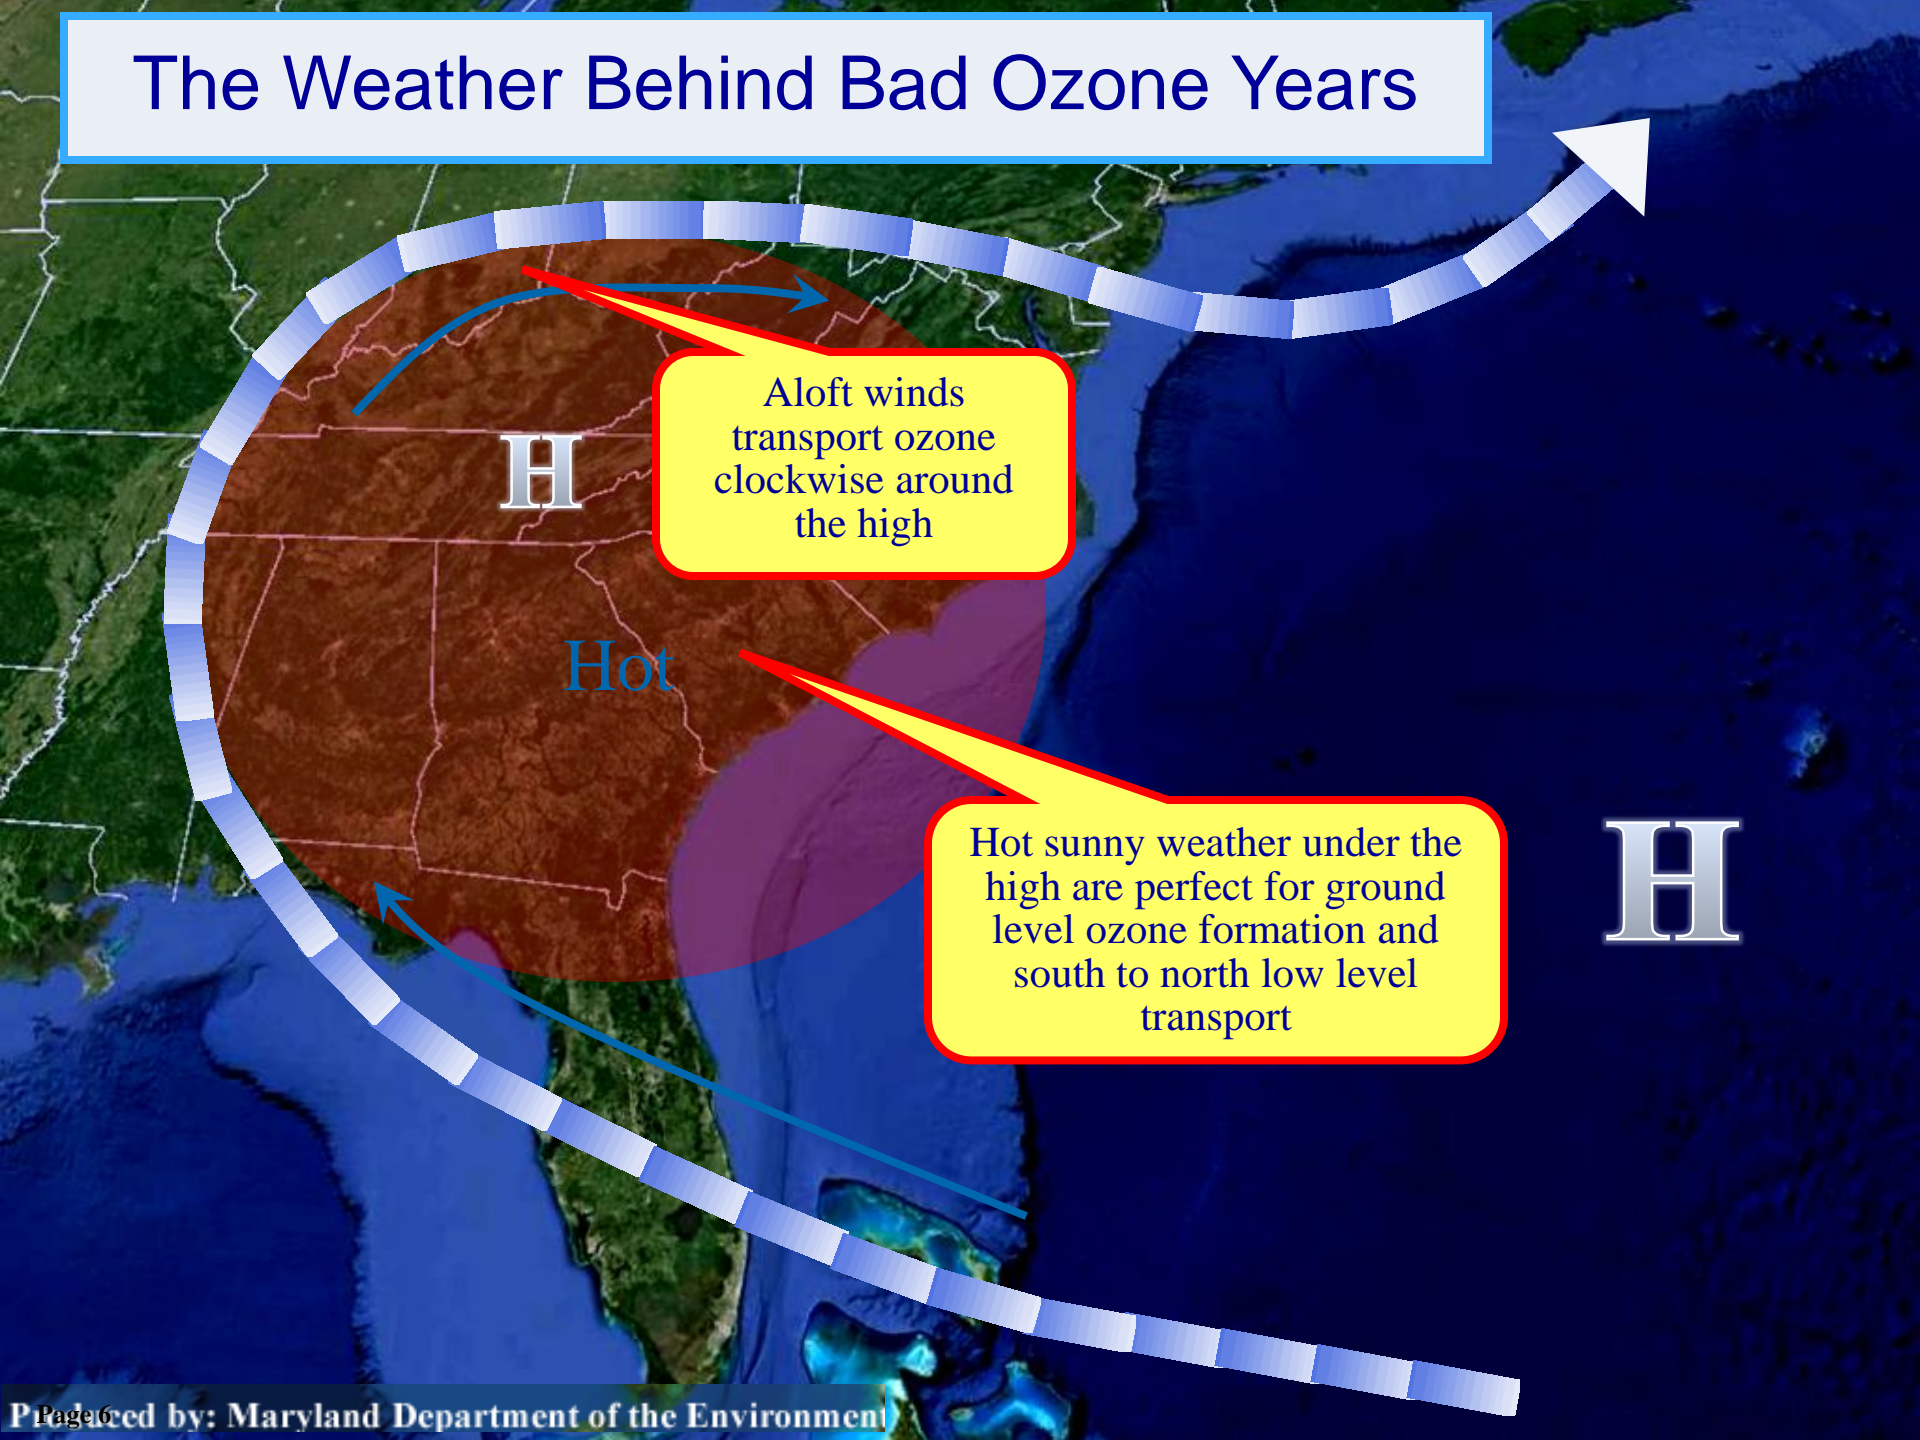 The Weather Behind Bad Ozone Years
Aloft winds
transport ozone
clockwise around
the high
H
Hot
Hot sunny weather under the
high are perfect for ground
level ozone formation and
south to north low level
transport
H
Produced by: Maryland Department of the Environment
Page 6